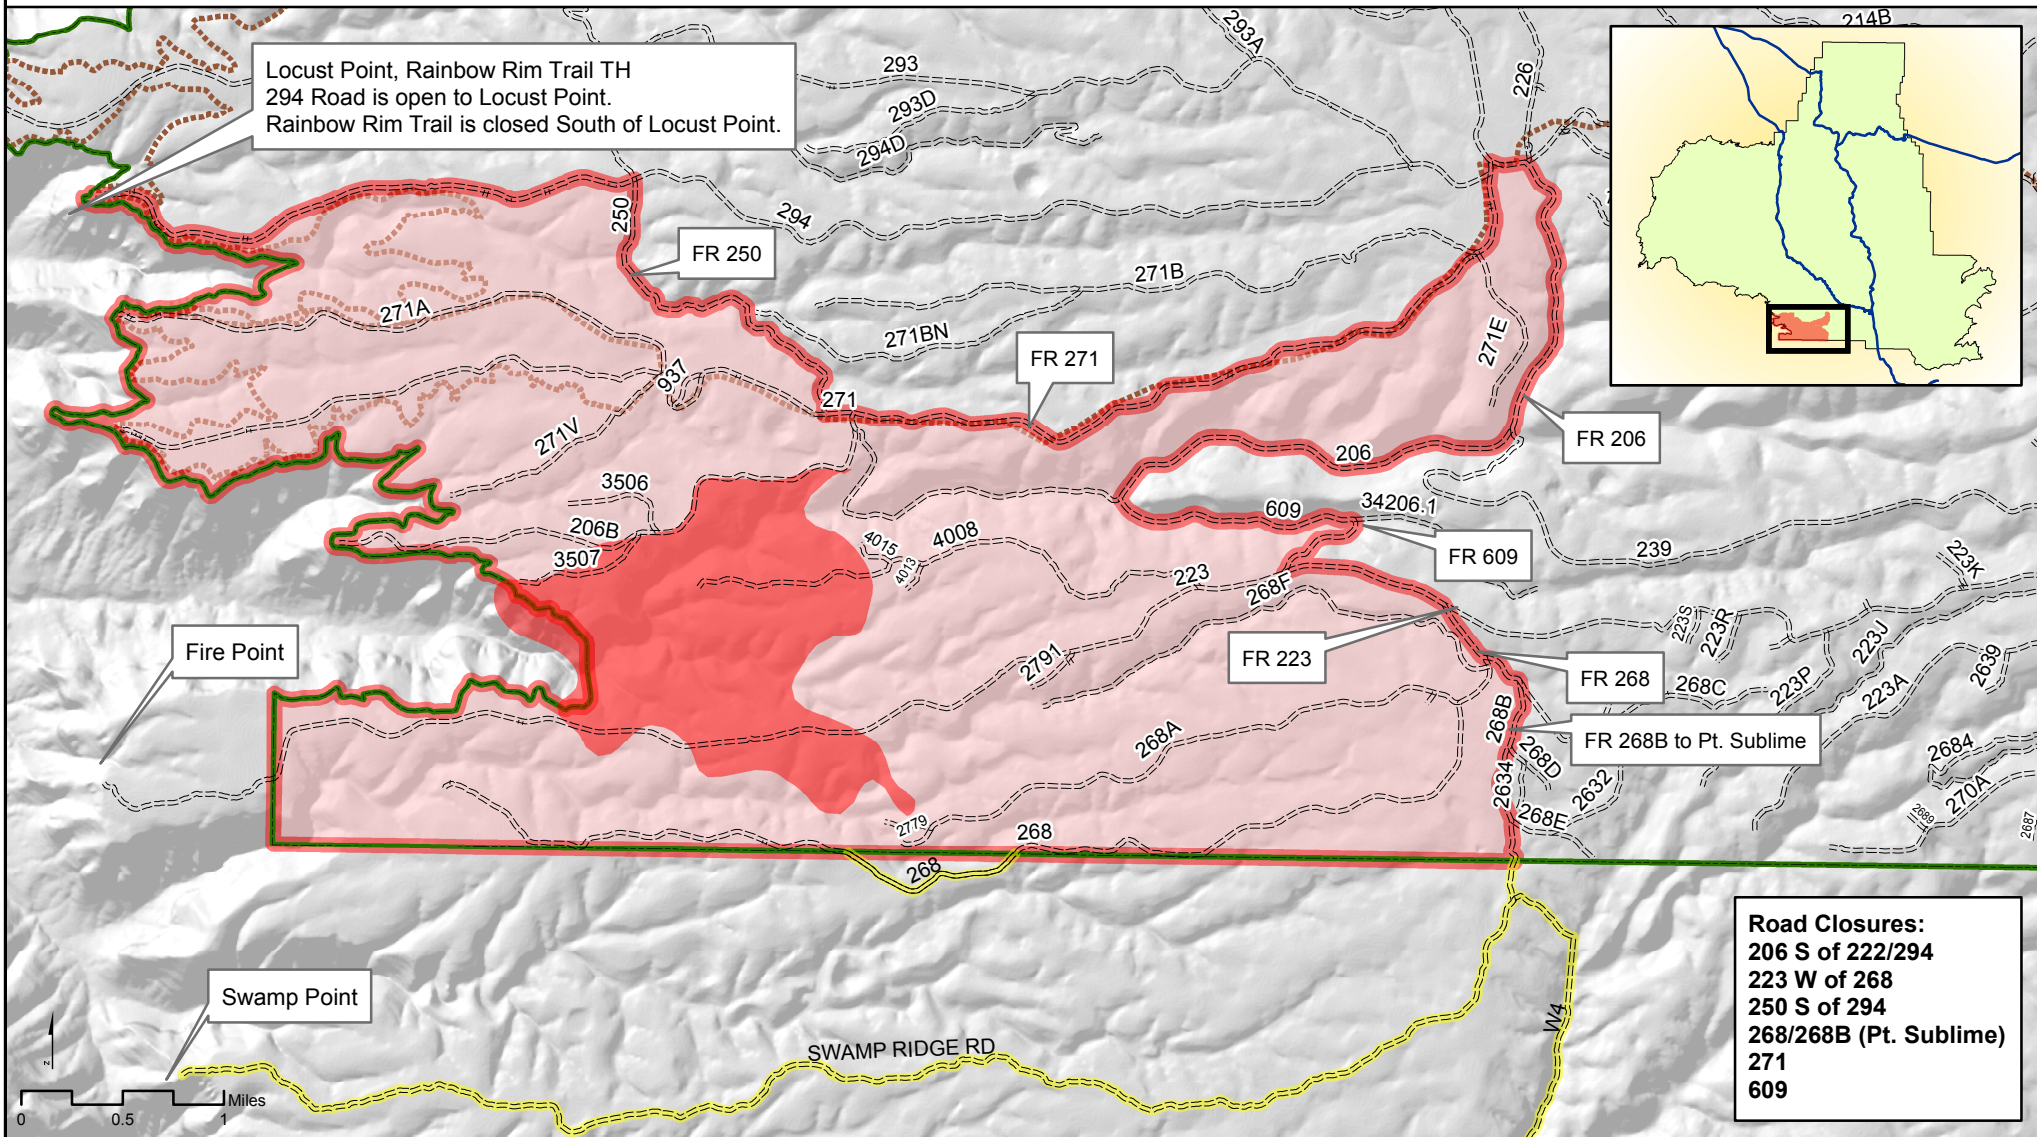 214B
293A
293
226
293D
294D
Locust Point, Rainbow Rim Trail TH
294 Road is open to Locust Point.
Rainbow Rim Trail is closed South of Locust Point.
250
294
FR 250
271B
271A
271BN
271E
FR 271
937
271
271V
FR 206
206
3506
609
34206.1
206B
4015
4008
FR 609
239
3507
4013
223
268F
223K
223S
223R
223J
Fire Point
2791
FR 223
FR 268
268C
223P
223A
2639
268B
268A
FR 268B to Pt. Sublime
268D
2684
2634
2632
270A
268E
2689
2687
2779
268
268
Road Closures:
206 S of 222/294
223 W of 268
250 S of 294
268/268B (Pt. Sublime)
271
609
Swamp Point
W4
SWAMP RIDGE RD
z
Miles
0 0.5 1